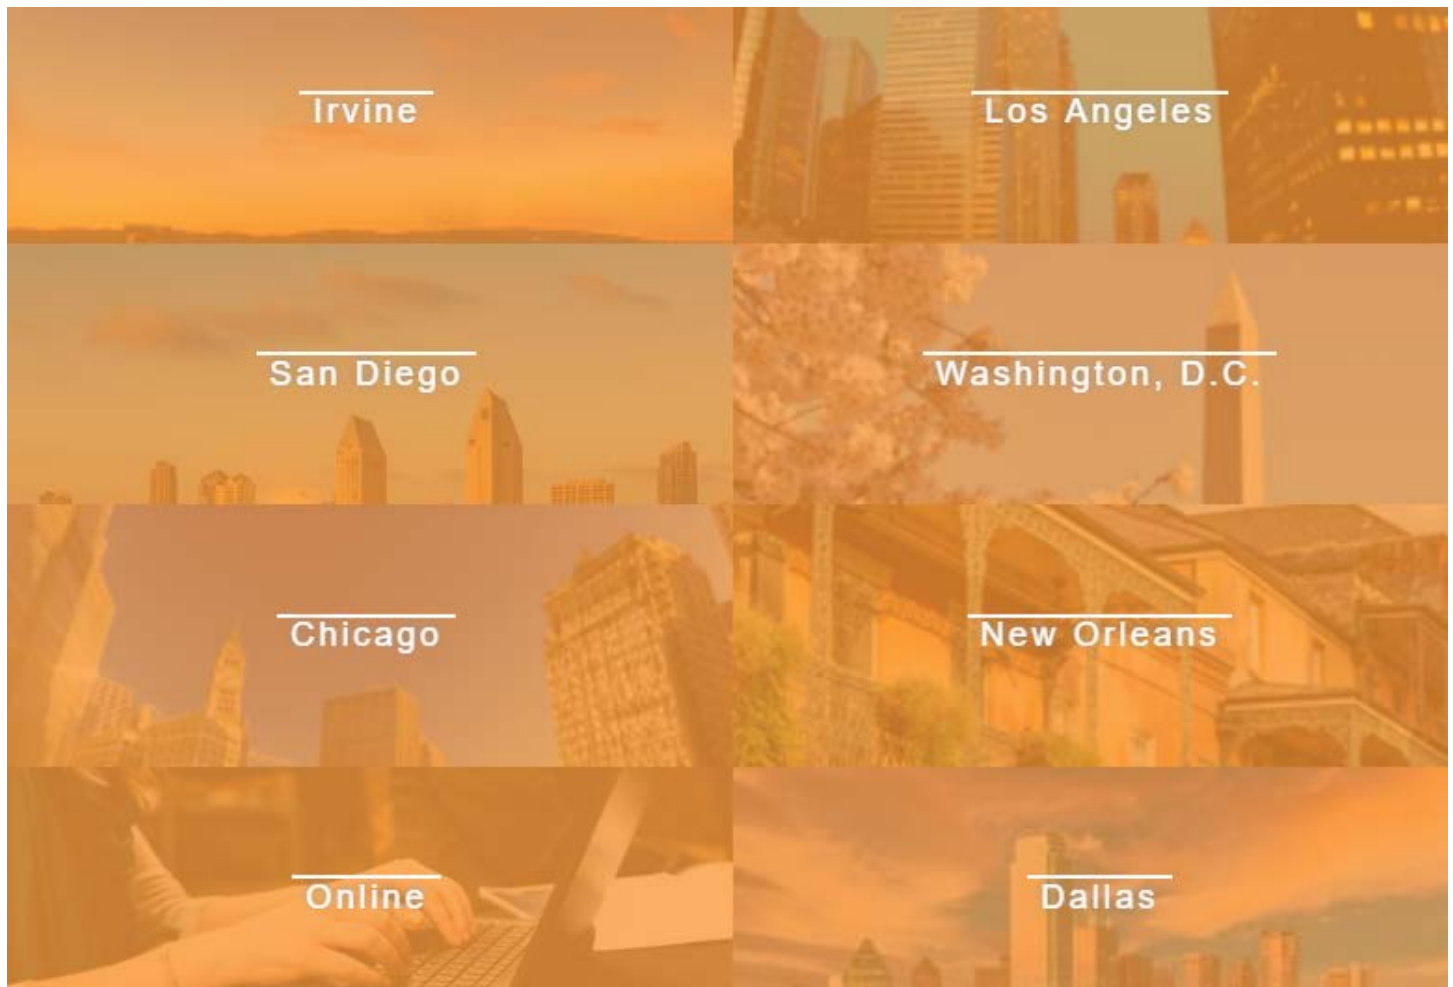 Irvine
Los Angeles
San Diego
Washington, D.C.
Chicago
New Orleans
Online
Dallas